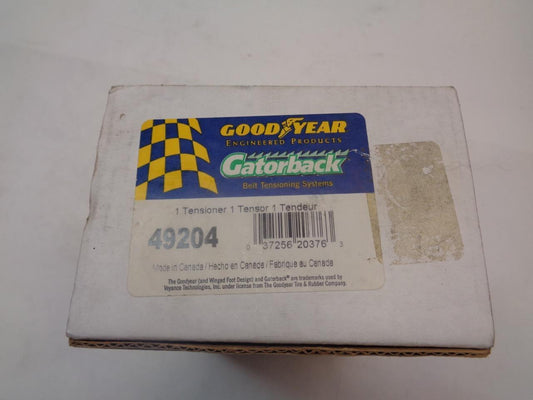 GOODYEAR
ENGINEERED PRODUCTS
Gatorback
Belt Tensioning Systems
1 Tensioner 1 Tensor 1 Tendeur
49204
0 37256 20376 3
Made in Canada / Hecho en Canada / Fabrique au Canada
The Goodyear (and Winged Foot Design) and Gatorback® are trademarks used by
Veyance Technologies, Inc. under license from The Goodyear Tire & Rubber Company.